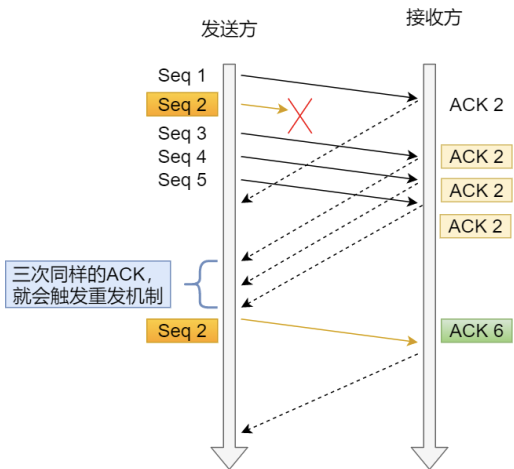 发送方
接收方
Seq 1
Seq 2
ACK 2
Seq 3
Seq 4
ACK 2
Seq 5
ACK 2
ACK 2
三次同样的ACK，
就会触发重发机制
Seq 2
ACK 6